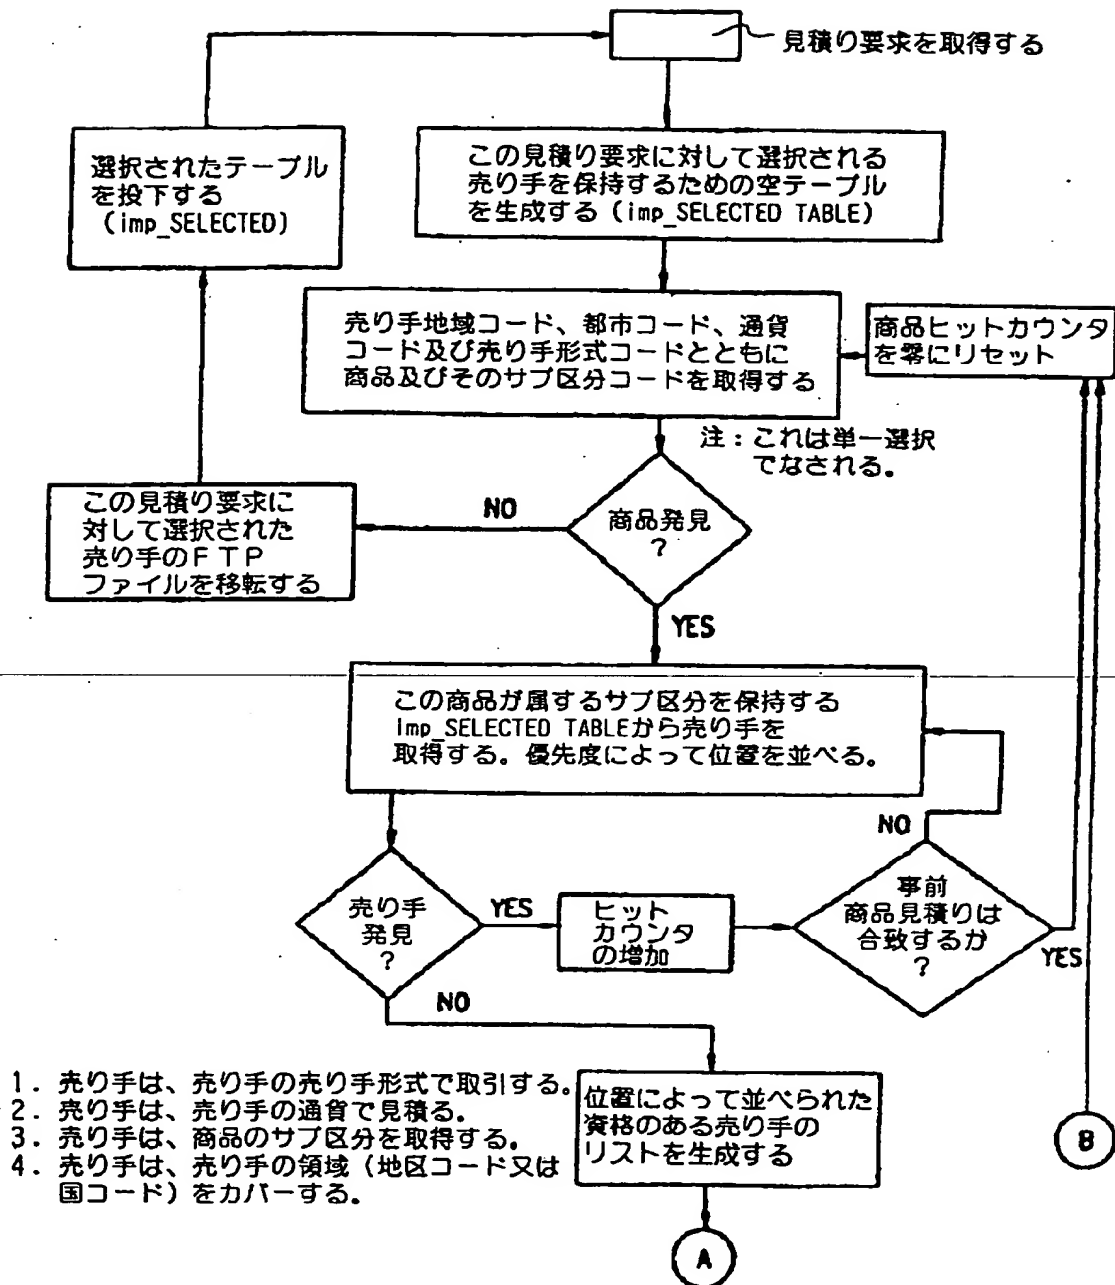 見積り要求を取得する
選択されたテーブル
を投下する
(imp_SELECTED)
この見積り要求に対して選択される
売り手を保持するための空テーブル
を生成する (imp_SELECTED TABLE)
売り手地域コード、都市コード、通貨
コード及び売り手形式コードとともに
商品及びそのサブ区分コードを取得する
商品ヒットカウンタ
を零にリセット
注：これは単一選択
でなされる。
この見積り要求に
対して選択された
売り手のFTP
ファイルを移転する
NO
商品発見
?
YES
この商品が属するサブ区分を保持する
imp_SELECTED TABLEから売り手を
取得する。優先度によって位置を並べる。
NO
売り手
発見
?
YES
ヒット
カウンタ
の増加
事前
商品見積りは
合致するか
?
YES
NO
1. 売り手は、売り手の売り手形式で取引する。
2. 売り手は、売り手の通貨で見積る。
3. 売り手は、商品のサブ区分を取得する。
4. 売り手は、売り手の領域（地区コード又は
国コード）をカバーする。
位置によって並べられた
資格のある売り手の
リストを生成する
B
A